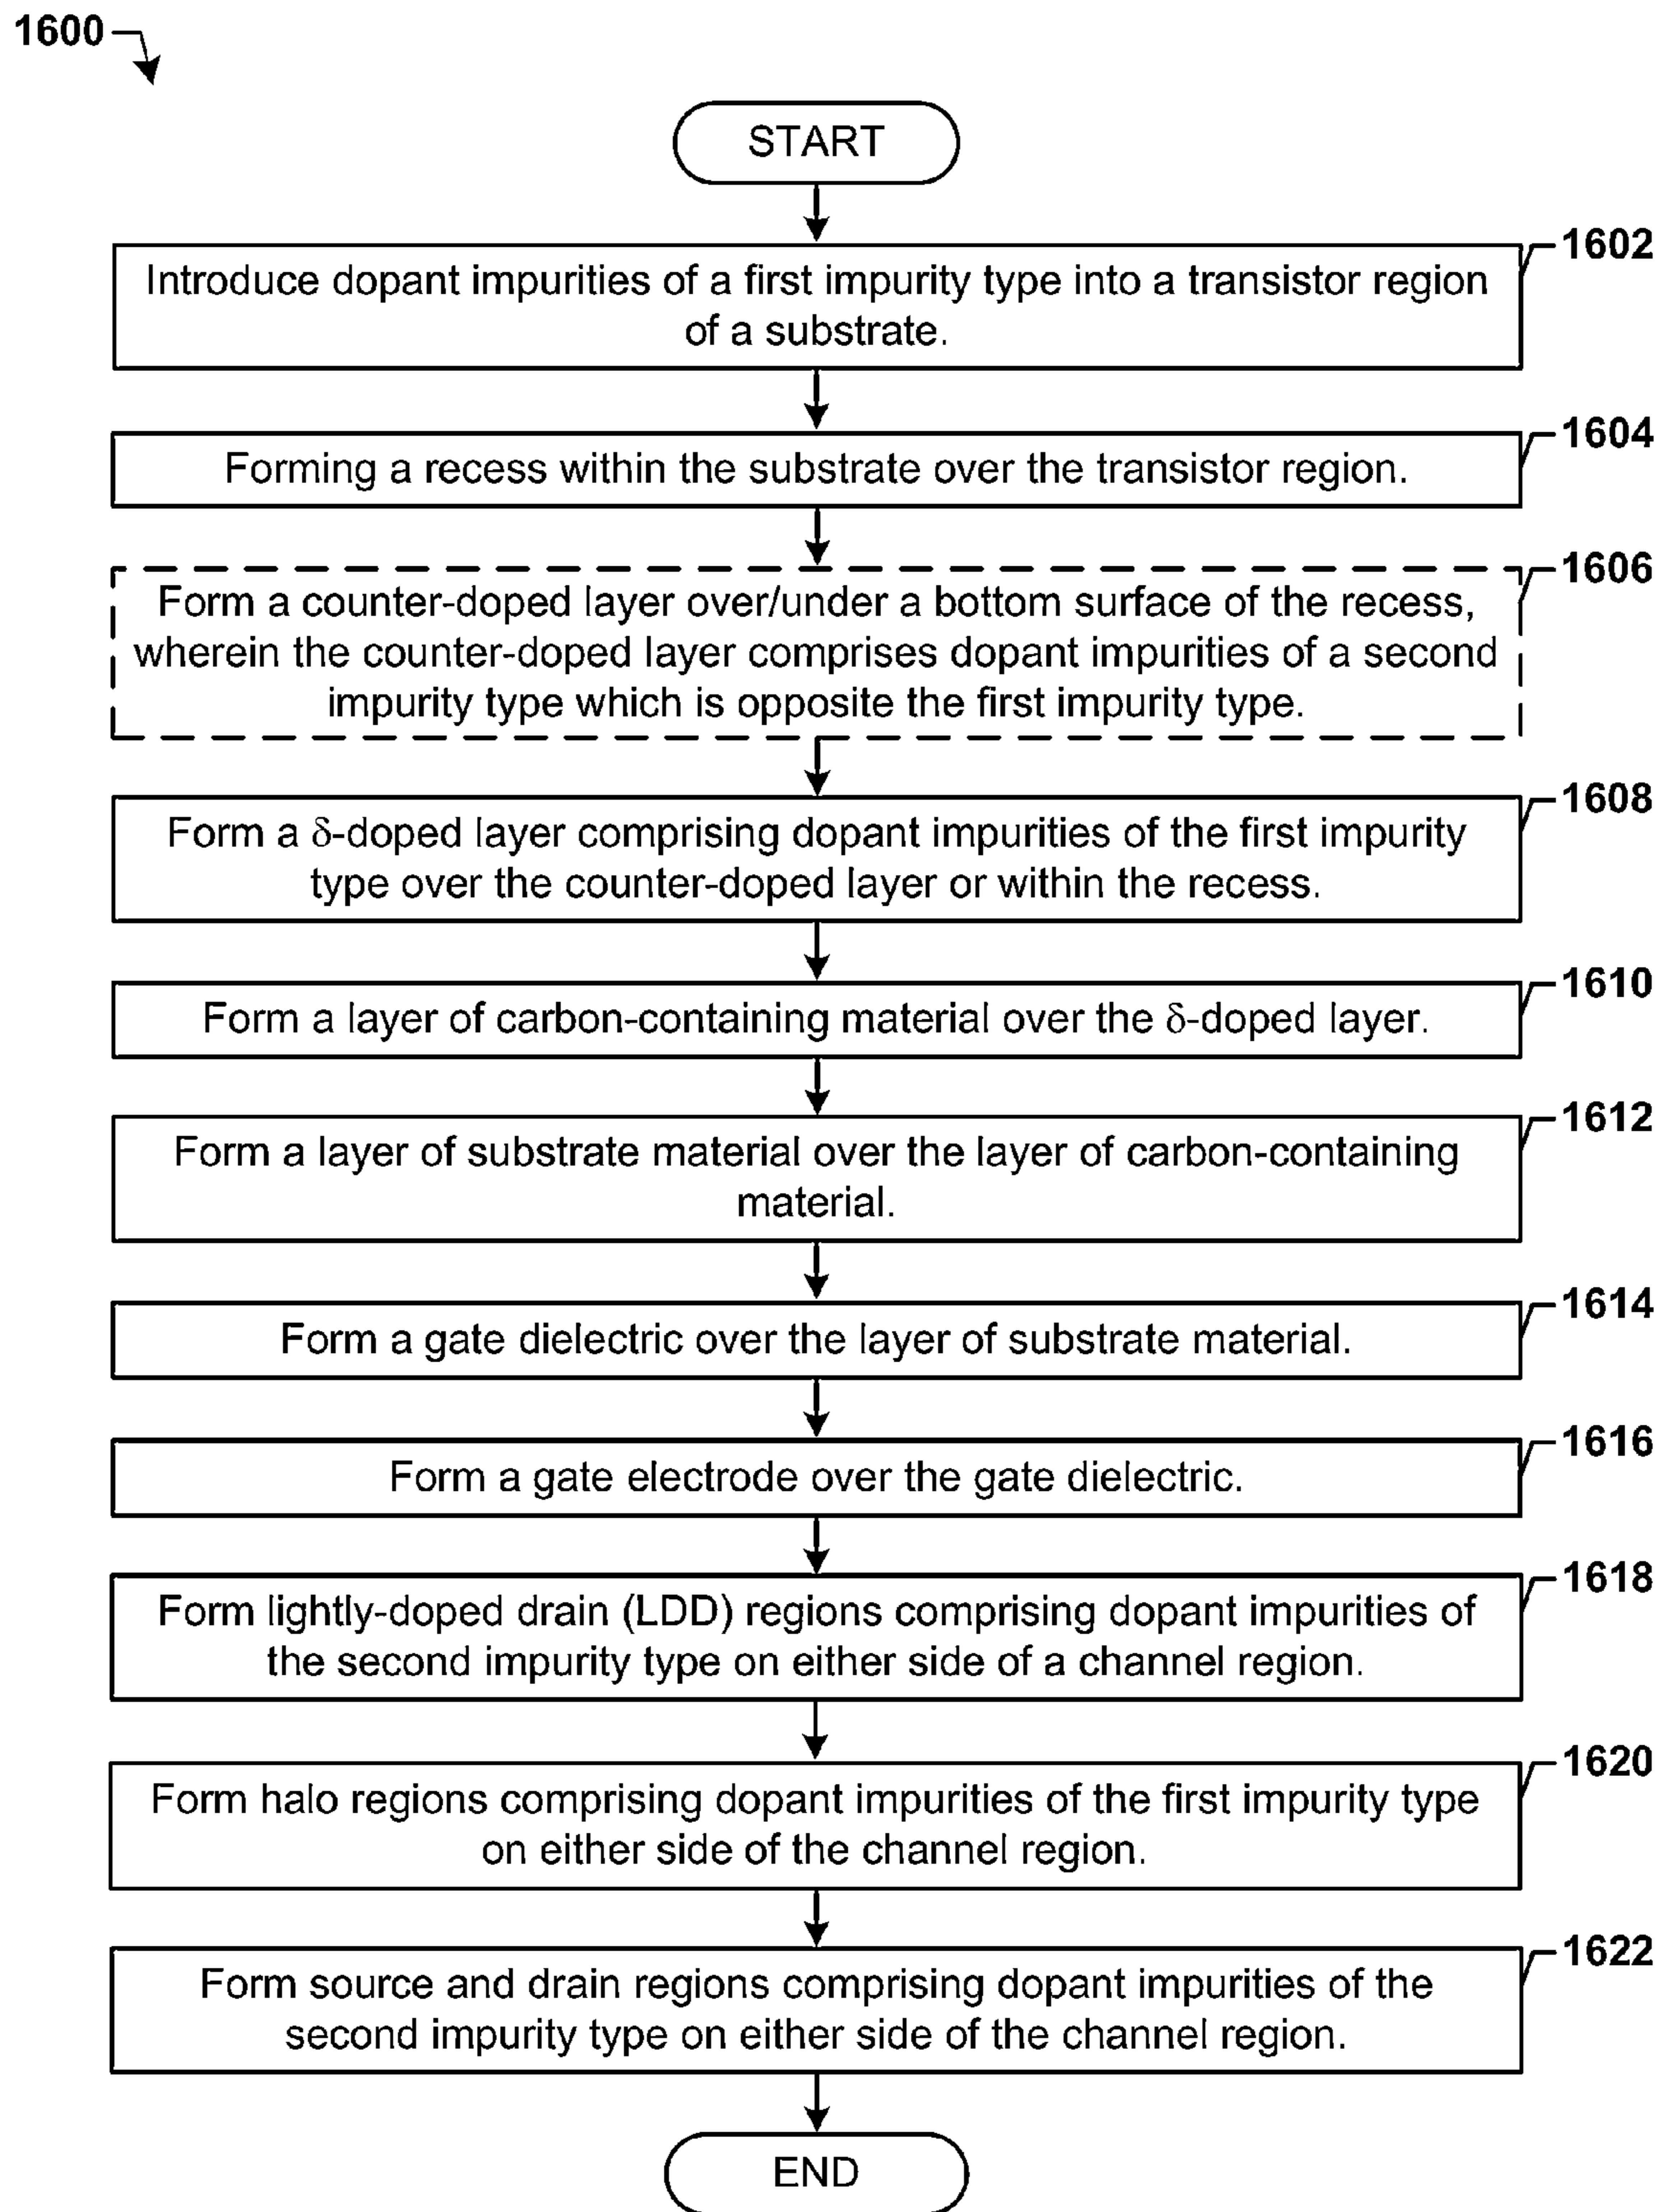 1600
START
1602
Introduce dopant impurities of a first impurity type into a transistor region
of a substrate.
1604
Forming a recess within the substrate over the transistor region.
1606
Form a counter-doped layer over/under a bottom surface of the recess,
wherein the counter-doped layer comprises dopant impurities of a second
impurity type which is opposite the first impurity type.
1608
Form a δ-doped layer comprising dopant impurities of the first impurity
type over the counter-doped layer or within the recess.
1610
Form a layer of carbon-containing material over the δ-doped layer.
1612
Form a layer of substrate material over the layer of carbon-containing
material.
1614
Form a gate dielectric over the layer of substrate material.
1616
Form a gate electrode over the gate dielectric.
1618
Form lightly-doped drain (LDD) regions comprising dopant impurities of
the second impurity type on either side of a channel region.
1620
Form halo regions comprising dopant impurities of the first impurity type
on either side of the channel region.
1622
Form source and drain regions comprising dopant impurities of the
second impurity type on either side of the channel region.
END